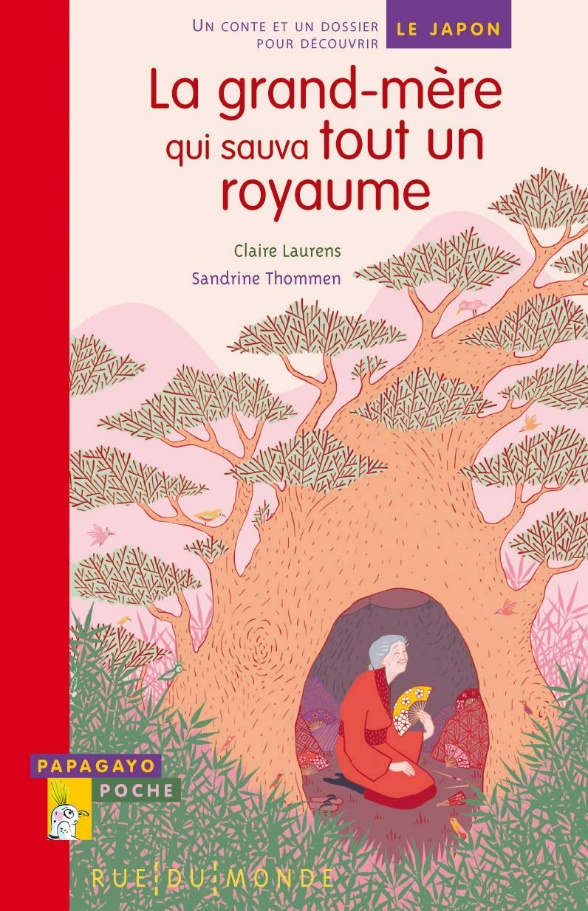 UN CONTE ET UN DOSSIER
POUR DÉCOUVRIR
LE JAPON
La grand-mère
qui sauva tout un
royaume
Claire Laurens
Sandrine Thommen
PAPAGAYO
POCHE
RUE DU MONDE